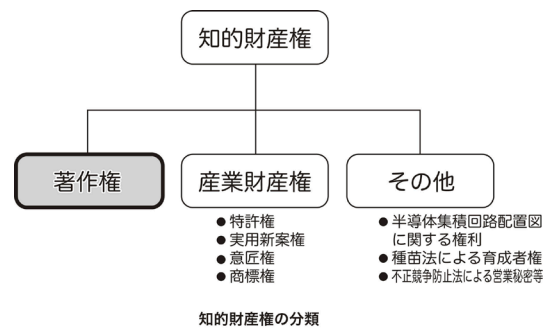 知的財産権
著作権
産業財産権
● 特許権
● 実用新案権
● 意匠権
● 商標権
その他
● 半導体集積回路配置図
に関する権利
● 種苗法による育成者権
● 不正競争防止法による営業秘密等
知的財産権の分類